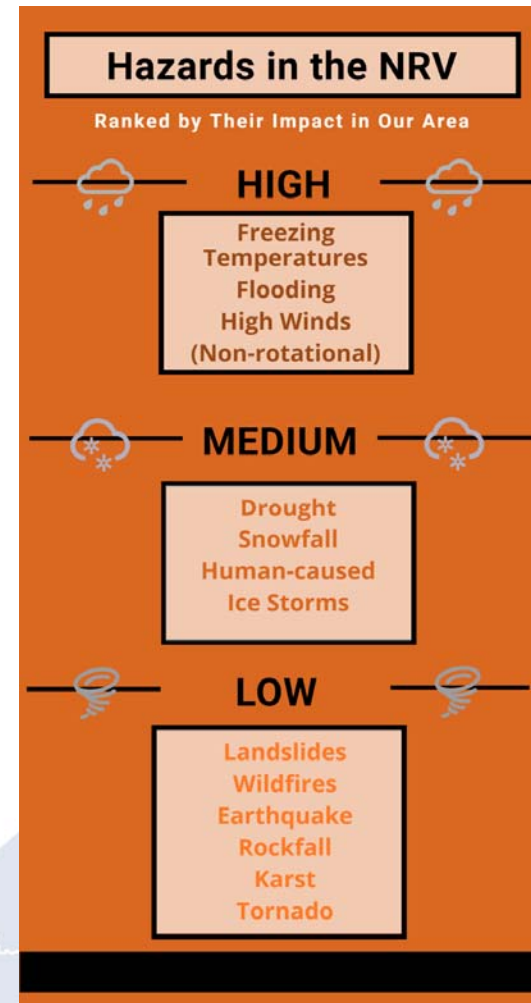 Hazards in the NRV
Ranked by Their Impact in Our Area
HIGH
Freezing
Temperatures
Flooding
High Winds
(Non-rotational)
MEDIUM
Drought
Snowfall
Human-caused
Ice Storms
LOW
Landslides
Wildfires
Earthquake
Rockfall
Karst
Tornado